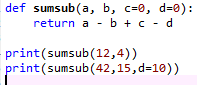 def sumsub(a, b, c=0, d=0):
    return a - b + c - d
print(sumsub(12,4))
print(sumsub(42,15,d=10))